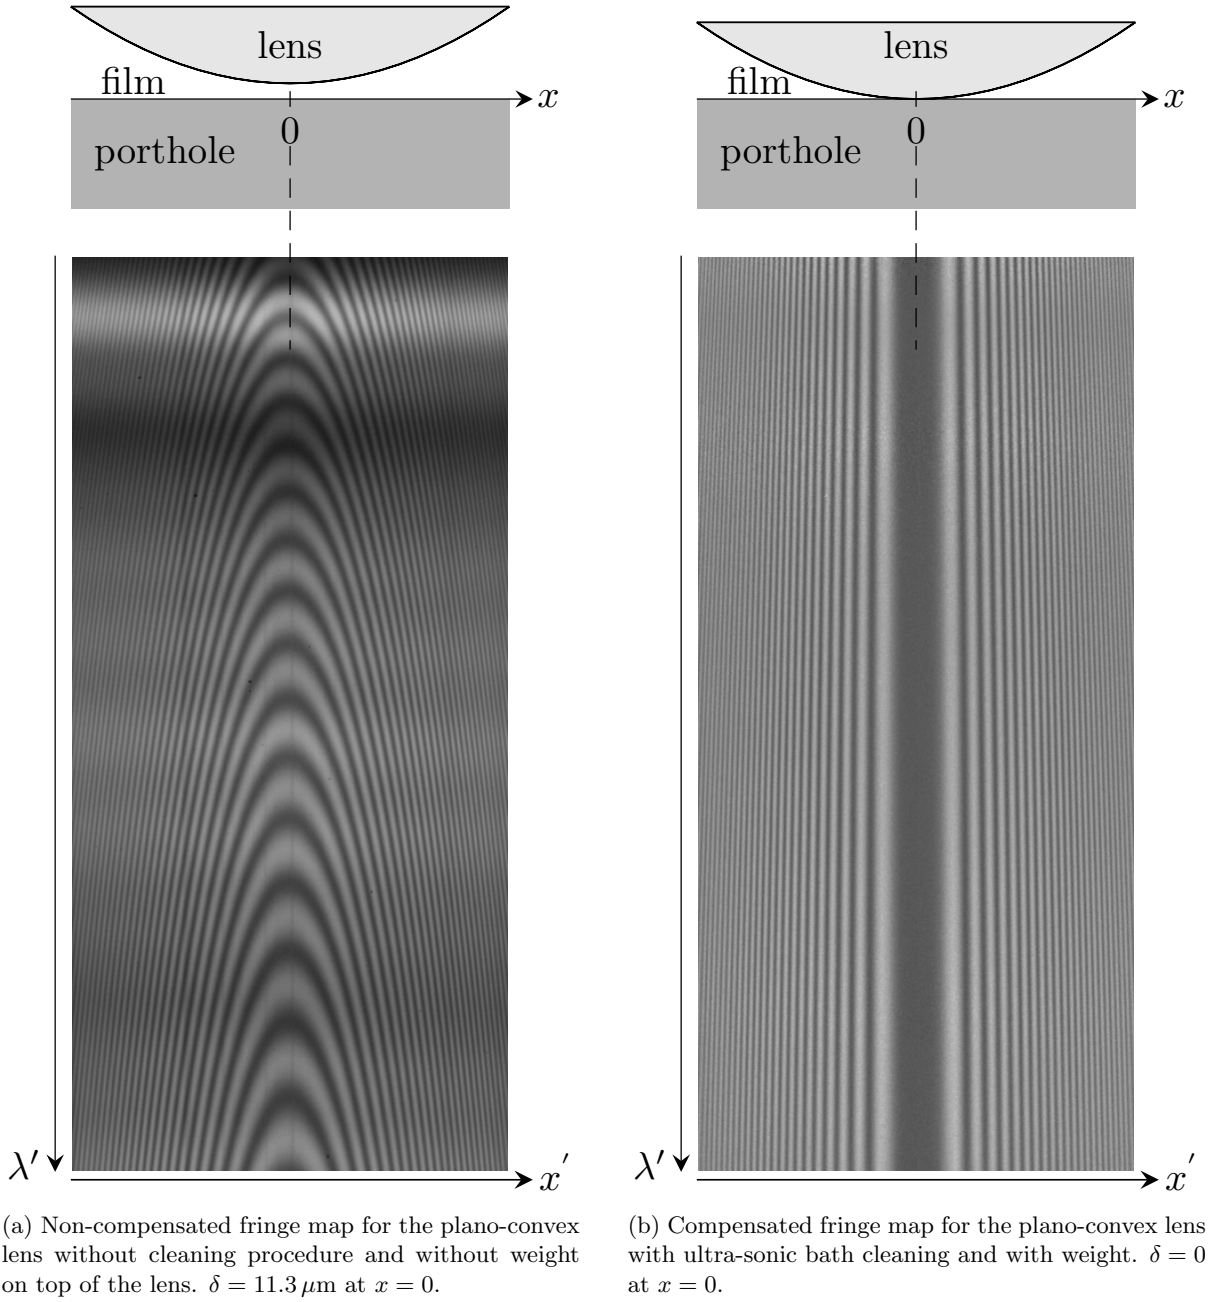 lens
film
x
0
porthole
λ′
x′
(a) Non-compensated fringe map for the plano-convex
lens without cleaning procedure and without weight
on top of the lens. δ = 11.3 μm at x = 0.
lens
film
x
0
porthole
λ′
x′
(b) Compensated fringe map for the plano-convex lens
with ultra-sonic bath cleaning and with weight. δ = 0
at x = 0.